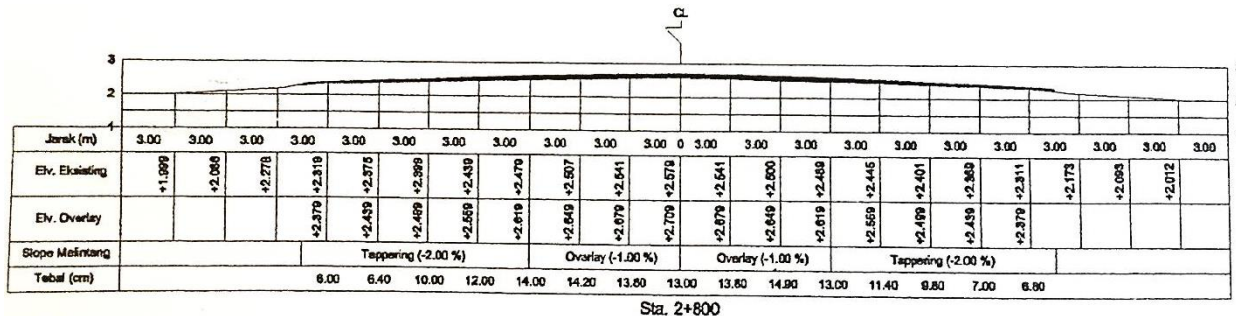 CL
3
2
1
Jarak (m) 3.00 3.00 3.00 3.00 3.00 3.00 3.00 3.00 3.00 3.00 3.00 0 3.00 3.00 3.00 3.00 3.00 3.00 3.00 3.00 3.00 3.00 3.00
Elv. Eksisting +1.999 +2.278 +2.319 +2.375 +2.399 +2.439 +2.479 +2.507 +2.541 +2.579 +2.541 +2.500 +2.489 +2.445 +2.401 +2.369 +2.311 +2.173 +2.093 +2.012
Elv. Overlay +2.379 +2.439 +2.499 +2.559 +2.619 +2.649 +2.679 +2.709 +2.679 +2.649 +2.619 +2.559 +2.499 +2.439 +2.379
Slope Melintang Tappering (-2.00 %) Overlay (-1.00 %) Overlay (-1.00 %) Tappering (-2.00 %)
Tebal (cm) 6.00 6.40 10.00 12.00 14.00 14.20 13.80 13.00 13.80 14.90 13.00 11.40 9.80 7.00 6.80
Sta. 2+800